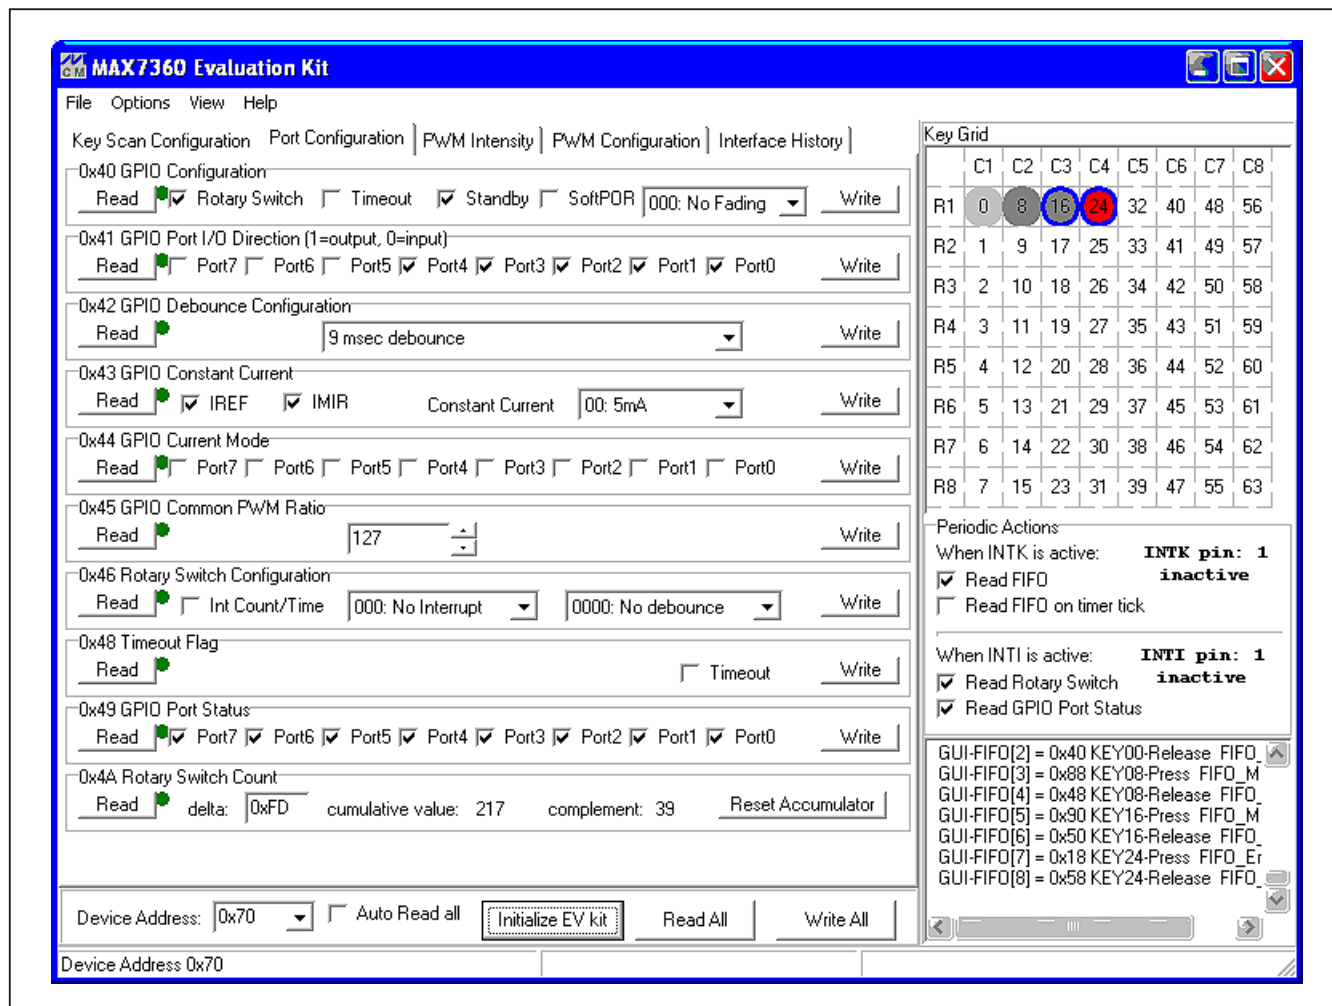 MAX7360 Evaluation Kit
File Options View Help
Key Scan Configuration Port Configuration PWM Intensity PWM Configuration Interface History
0x40 GPIO Configuration
Read Rotary Switch Timeout Standby SoftPOR 000: No Fading Write
0x41 GPIO Port I/O Direction (1=output, 0=input)
Read Port7 Port6 Port5 Port4 Port3 Port2 Port1 Port0 Write
0x42 GPIO Debounce Configuration
Read 9 msec debounce Write
0x43 GPIO Constant Current
Read IREF IMIR Constant Current 00: 5mA Write
0x44 GPIO Current Mode
Read Port7 Port6 Port5 Port4 Port3 Port2 Port1 Port0 Write
0x45 GPIO Common PWM Ratio
Read 127 Write
0x46 Rotary Switch Configuration
Read Int Count/Time 000: No Interrupt 0000: No debounce Write
0x48 Timeout Flag
Read Timeout Write
0x49 GPIO Port Status
Read Port7 Port6 Port5 Port4 Port3 Port2 Port1 Port0 Write
0x4A Rotary Switch Count
Read delta: 0xFD cumulative value: 217 complement: 39 Reset Accumulator
Device Address: 0x70 Auto Read all Initialize EV kit Read All Write All
Device Address 0x70
Key Grid
C1 C2 C3 C4 C5 C6 C7 C8
R1 0 8 16 24 32 40 48 56
R2 1 9 17 25 33 41 49 57
R3 2 10 18 26 34 42 50 58
R4 3 11 19 27 35 43 51 59
R5 4 12 20 28 36 44 52 60
R6 5 13 21 29 37 45 53 61
R7 6 14 22 30 38 46 54 62
R8 7 15 23 31 39 47 55 63
Periodic Actions
When INTK is active: INTK pin: 1
Read FIFO inactive
Read FIFO on timer tick
When INTI is active: INTI pin: 1
Read Rotary Switch inactive
Read GPIO Port Status
GUI-FIFO[2] = 0x40 KEY00-Release FIFO_
GUI-FIFO[3] = 0x88 KEY08-Press FIFO_M
GUI-FIFO[4] = 0x48 KEY08-Release FIFO_
GUI-FIFO[5] = 0x90 KEY16-Press FIFO_M
GUI-FIFO[6] = 0x50 KEY16-Release FIFO_
GUI-FIFO[7] = 0x18 KEY24-Press FIFO_Er
GUI-FIFO[8] = 0x58 KEY24-Release FIFO_